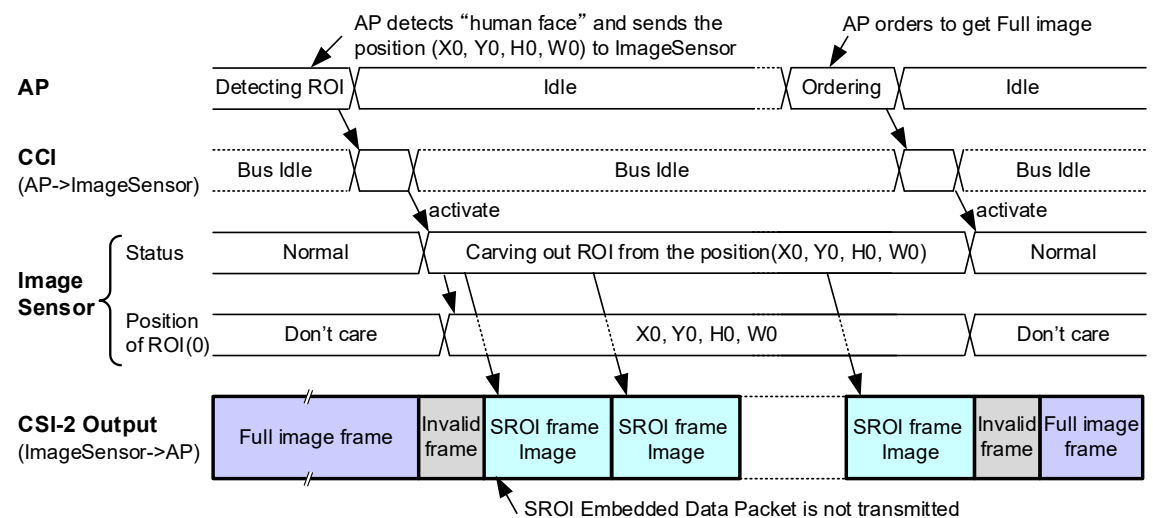 AP detects “human face” and sends the
position (X0, Y0, H0, W0) to ImageSensor
AP orders to get Full image
AP
Detecting ROI
Idle
Ordering
Idle
CCI
(AP->ImageSensor)
Bus Idle
Bus Idle
Bus Idle
activate
activate
Image
Sensor
Status
Normal
Carving out ROI from the position(X0, Y0, H0, W0)
Normal
Position
of ROI(0)
Don’t care
X0, Y0, H0, W0
Don’t care
CSI-2 Output
(ImageSensor->AP)
Full image frame
Invalid
frame
SROI frame
Image
SROI frame
Image
SROI frame
Image
Invalid
frame
Full image
frame
SROI Embedded Data Packet is not transmitted